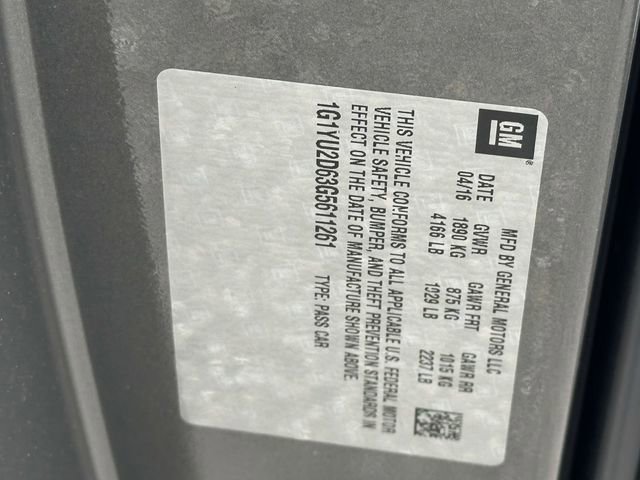 GM
MFD BY GENERAL MOTORS LLC
DATE GVWR GAWR FRT GAWR RR
04/16 1890 KG 875 KG 1015 KG
4166 LB 1929 LB 2237 LB
THIS VEHICLE CONFORMS TO ALL APPLICABLE U.S. FEDERAL MOTOR
VEHICLE SAFETY, BUMPER, AND THEFT PREVENTION STANDARDS IN
EFFECT ON THE DATE OF MANUFACTURE SHOWN ABOVE.
1G1YU2D63G5611261 TYPE: PASS CAR